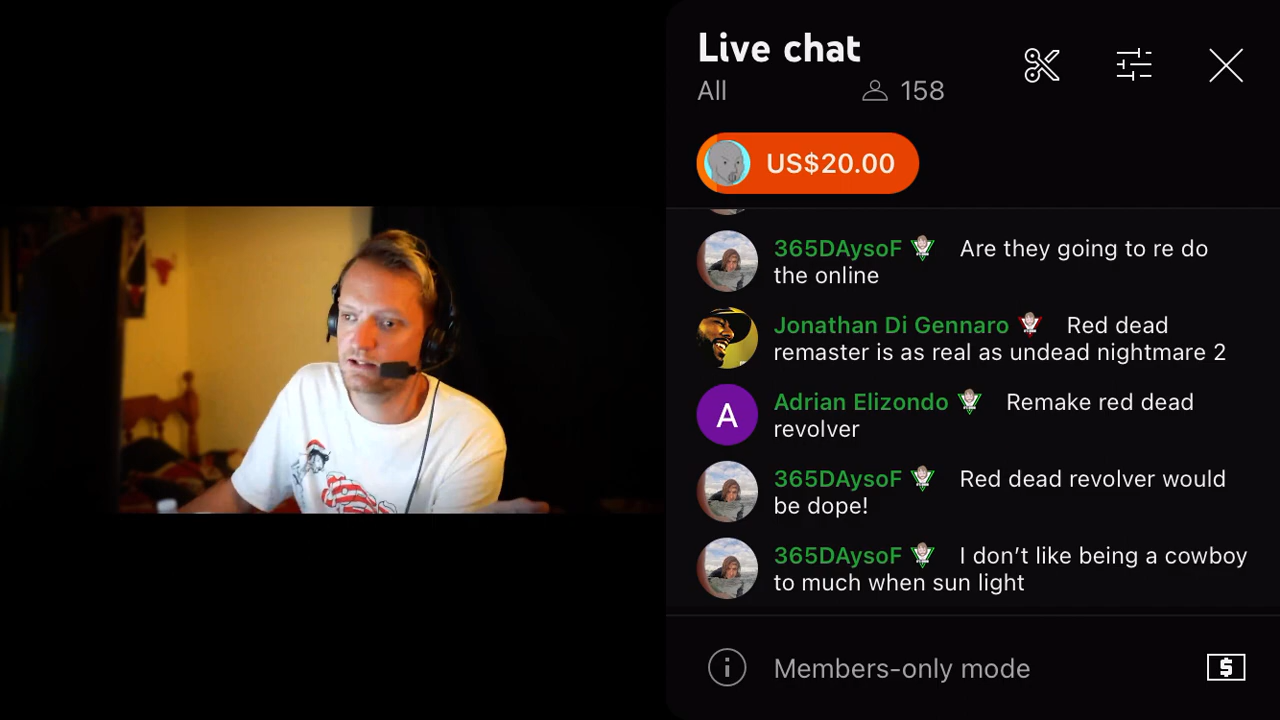 Live chat
All
158
US$20.00
365DAysoF Are they going to re do
the online
Jonathan Di Gennaro Red dead
remaster is as real as undead nightmare 2
A
Adrian Elizondo Remake red dead
revolver
365DAysoF Red dead revolver would
be dope!
365DAysoF I don’t like being a cowboy
to much when sun light
Members-only mode
$